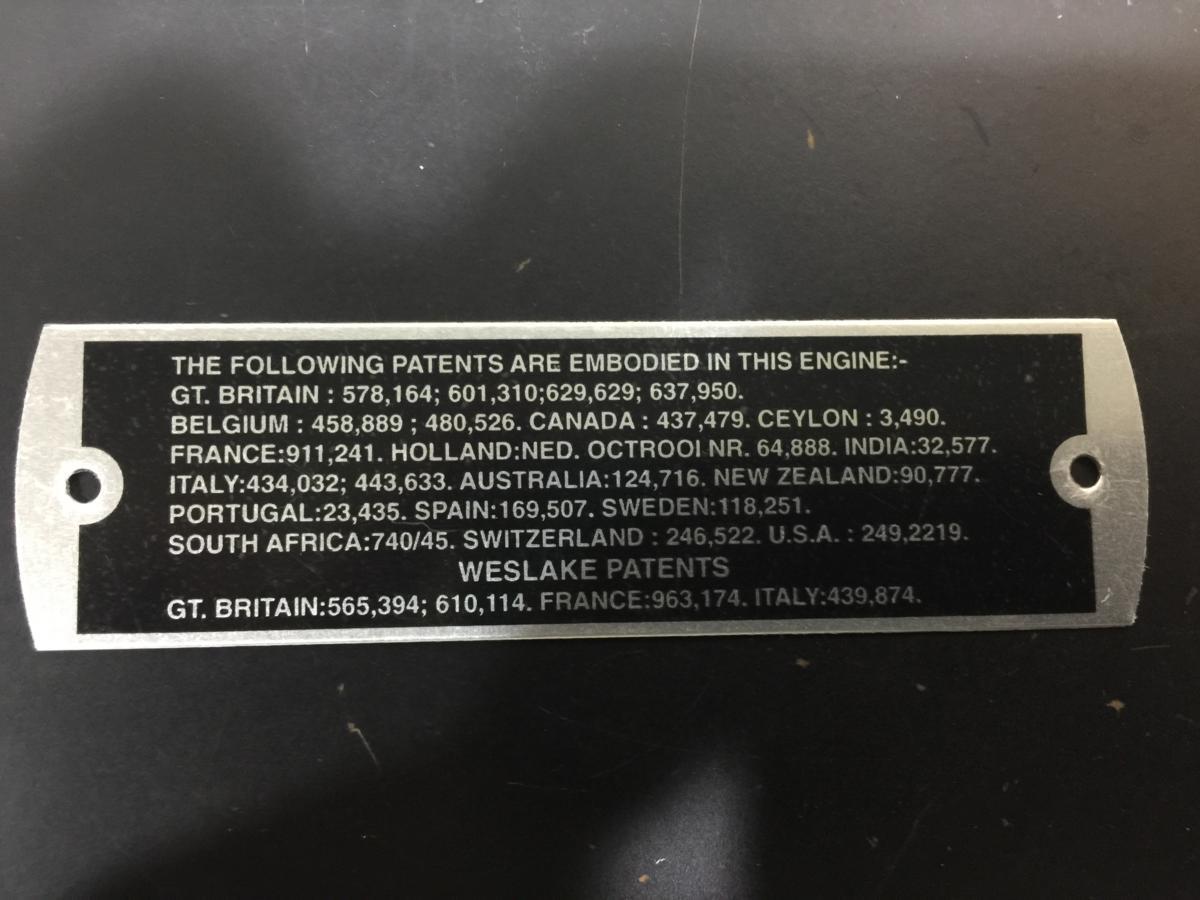 THE FOLLOWING PATENTS ARE EMBODIED IN THIS ENGINE:-
GT. BRITAIN : 578,164; 601,310;629,629; 637,950.
BELGIUM : 458,889 ; 480,526. CANADA : 437,479. CEYLON : 3,490.
FRANCE:911,241. HOLLAND:NED. OCTROOI NR. 64,888. INDIA:32,577.
ITALY:434,032; 443,633. AUSTRALIA:124,716. NEW ZEALAND:90,777.
PORTUGAL:23,435. SPAIN:169,507. SWEDEN:118,251.
SOUTH AFRICA:740/45. SWITZERLAND : 246,522. U.S.A. : 249,2219.
WESLAKE PATENTS
GT. BRITAIN:565,394; 610,114. FRANCE:963,174. ITALY:439,874.